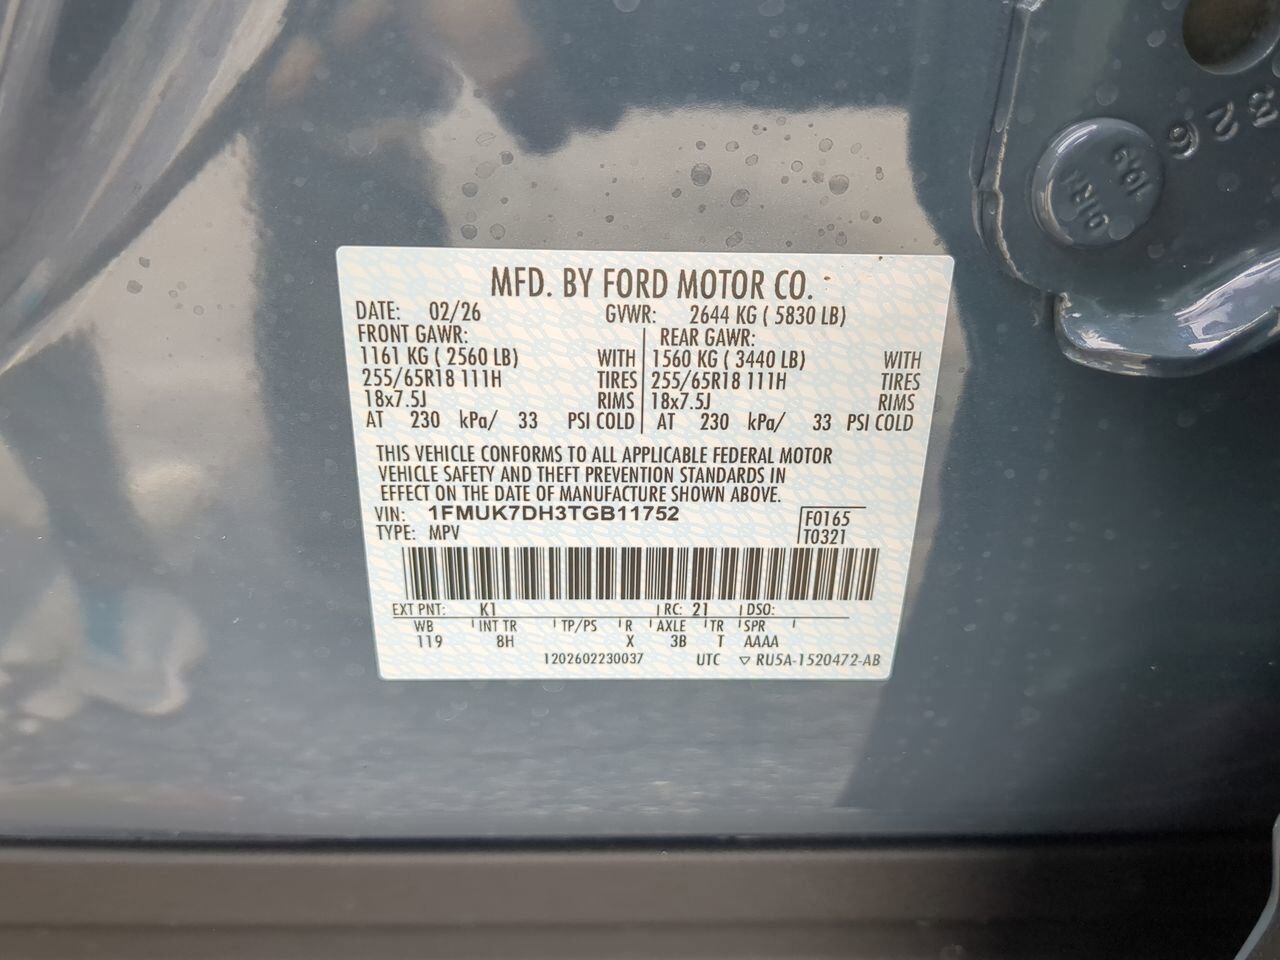 MFD. BY FORD MOTOR CO.
DATE: 02/26 GVWR: 2644 KG ( 5830 LB)
FRONT GAWR: REAR GAWR:
1161 KG ( 2560 LB) WITH 1560 KG ( 3440 LB) WITH
255/65R18 111H TIRES 255/65R18 111H TIRES
18x7.5J RIMS 18x7.5J RIMS
AT 230 kPa/ 33 PSI COLD AT 230 kPa/ 33 PSI COLD
THIS VEHICLE CONFORMS TO ALL APPLICABLE FEDERAL MOTOR
VEHICLE SAFETY AND THEFT PREVENTION STANDARDS IN
EFFECT ON THE DATE OF MANUFACTURE SHOWN ABOVE.
VIN: 1FMUK7DH3TGB11752 F0165
TYPE: MPV T0321
EXT PNT: K1 RC: 21 DSO:
WB INT TR TP/PS R AXLE TR SPR
119 8H X 3B T AAAA
1202602230037 UTC ▽ RU5A-1520472-AB